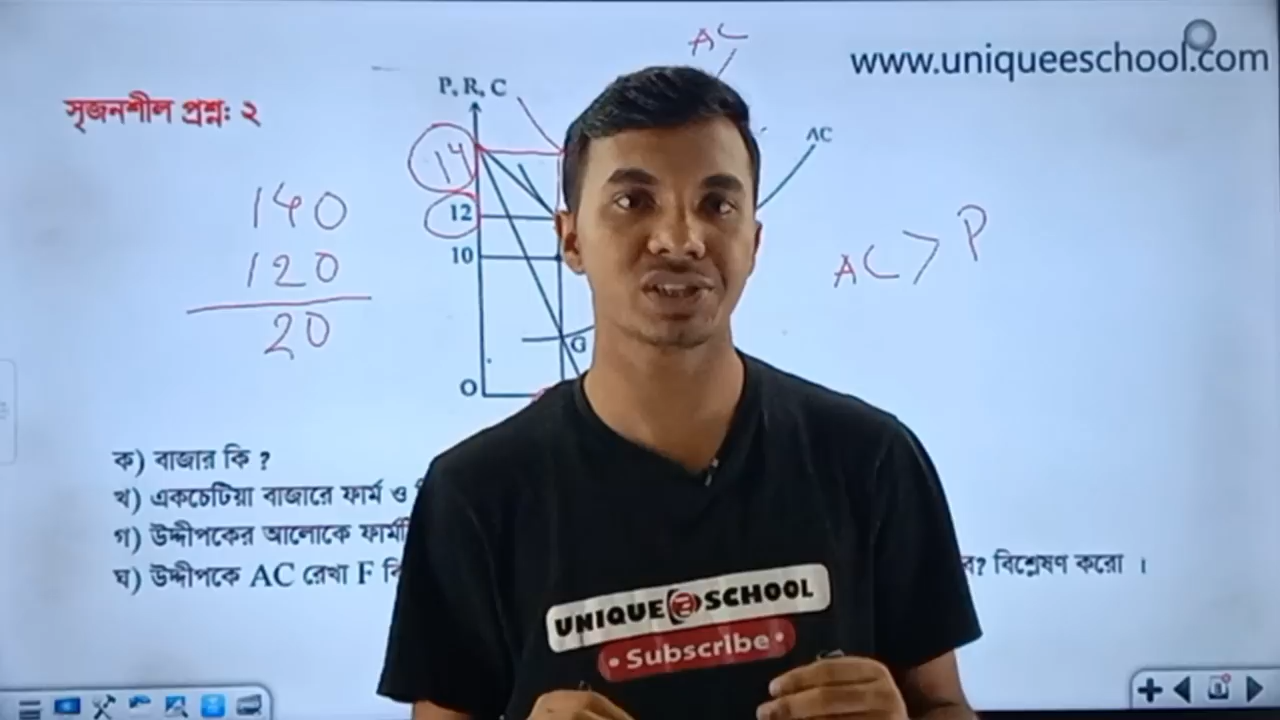 AC
www.uniqueeschool.com
P, R, C
সৃজনশীল প্রশ্নঃ ২
AC
14
140
12
120
AC > P
10
20
G
O
ক) বাজার কি ?
খ) একচেটিয়া বাজারে ফার্ম ও
গ) উদ্দীপকের আলোকে
ঘ) উদ্দীপকে AC রেখা F
বিশ্লেষণ করো ।
UNIQUE E SCHOOL
• Subscribe •